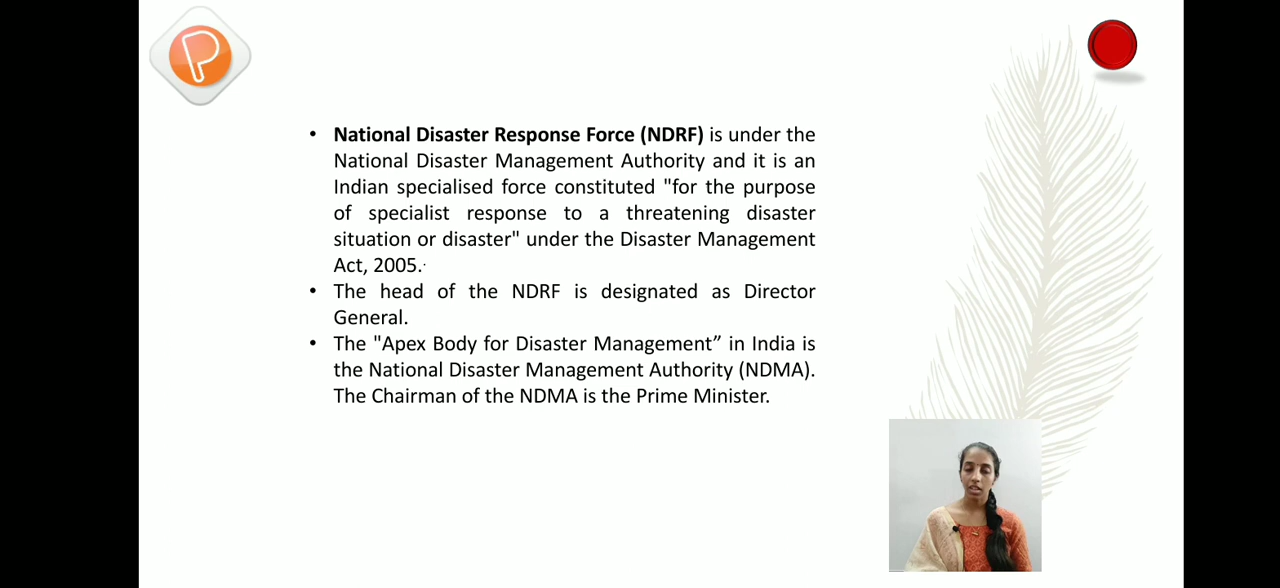 P
• National Disaster Response Force (NDRF) is under the
National Disaster Management Authority and it is an
Indian specialised force constituted "for the purpose
of specialist response to a threatening disaster
situation or disaster" under the Disaster Management
Act, 2005.
• The head of the NDRF is designated as Director
General.
• The "Apex Body for Disaster Management” in India is
the National Disaster Management Authority (NDMA).
The Chairman of the NDMA is the Prime Minister.